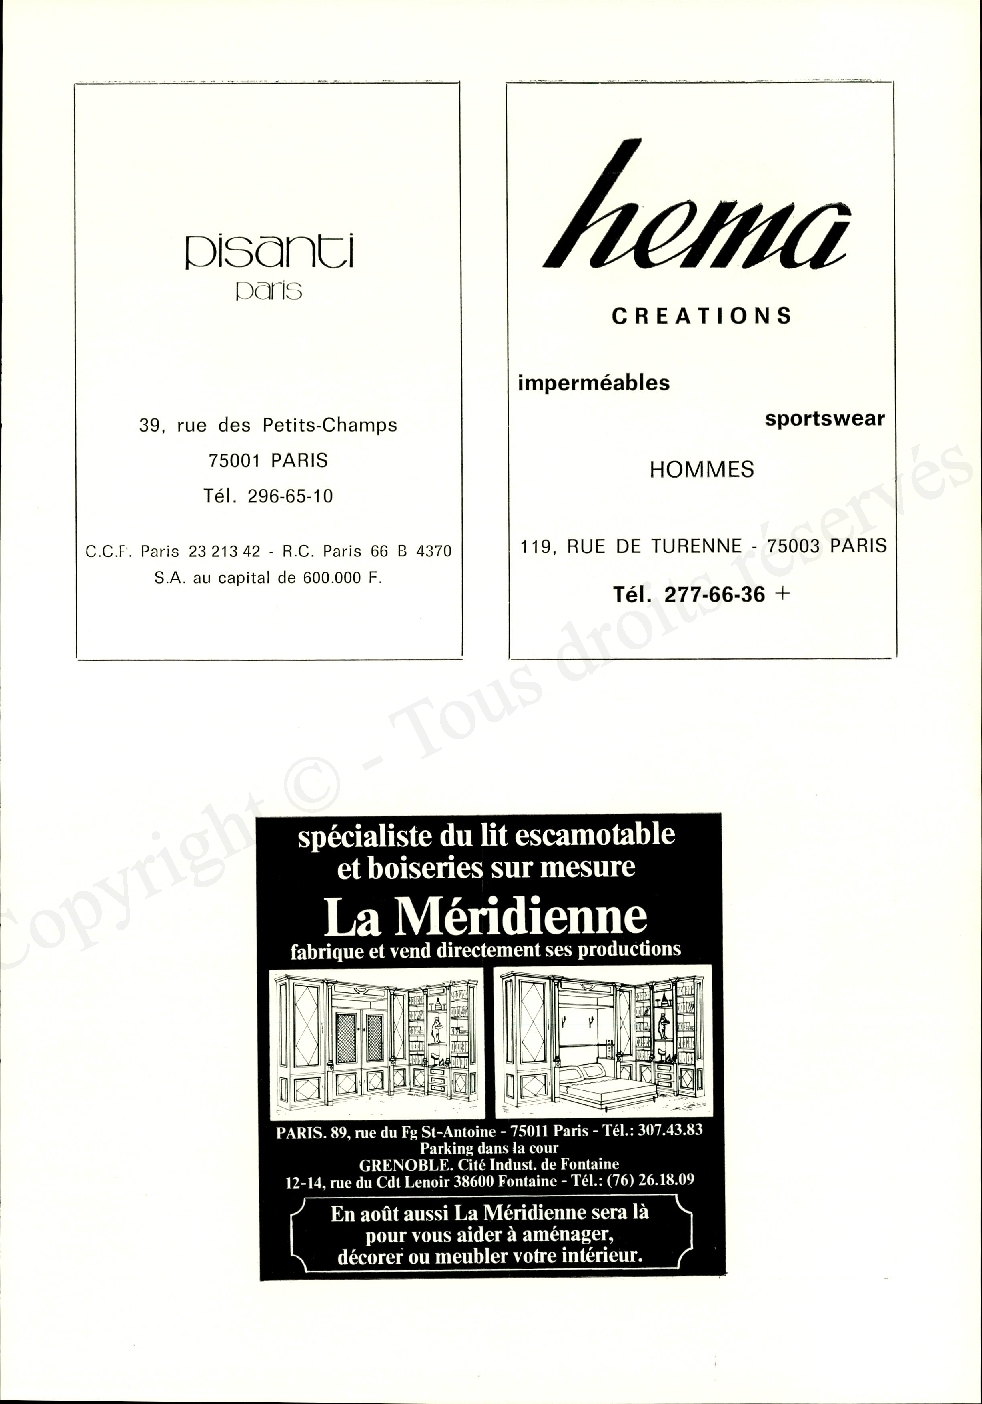 pisanti
paris
39, rue des Petits-Champs
75001 PARIS
Tél. 296-65-10
C.C.F. Paris 23 213 42 - R.C. Paris 66 B 4370
S.A. au capital de 600.000 F.
hema
CREATIONS
imperméables
sportswear
HOMMES
119, RUE DE TURENNE - 75003 PARIS
Tél. 277-66-36 +
Copyright © - Tous droits réservés
spécialiste du lit escamotable
et boiseries sur mesure
La Méridienne
fabrique et vend directement ses productions
PARIS. 89, rue du Fg St-Antoine - 75011 Paris - Tél.: 307.43.83
Parking dans la cour
GRENOBLE. Cité Indust. de Fontaine
12-14, rue du Cdt Lenoir 38600 Fontaine - Tél.: (76) 26.18.09
En août aussi La Méridienne sera là
pour vous aider à aménager,
décorer ou meubler votre intérieur.